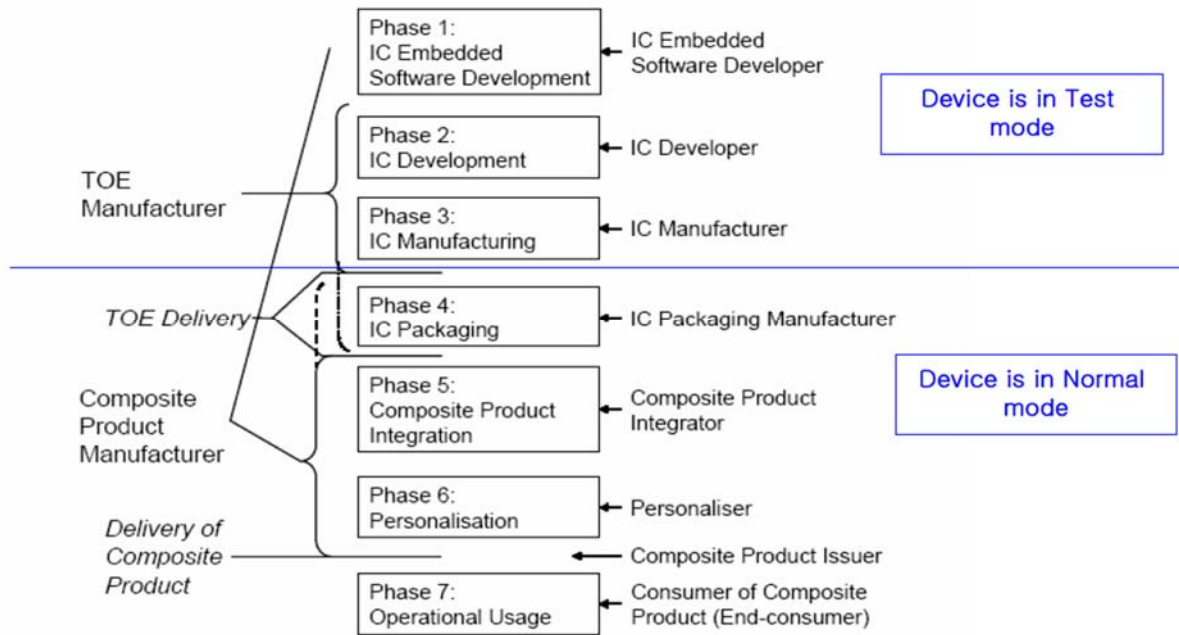 Phase 1:
IC Embedded
Software Development
IC Embedded
Software Developer
Device is in Test
mode
Phase 2:
IC Development
IC Developer
TOE
Manufacturer
Phase 3:
IC Manufacturing
IC Manufacturer
TOE Delivery
Phase 4:
IC Packaging
IC Packaging Manufacturer
Device is in Normal
mode
Composite
Product
Manufacturer
Phase 5:
Composite Product
Integration
Composite Product
Integrator
Phase 6:
Personalisation
Personaliser
Delivery of
Composite
Product
Composite Product Issuer
Phase 7:
Operational Usage
Consumer of Composite
Product (End-consumer)